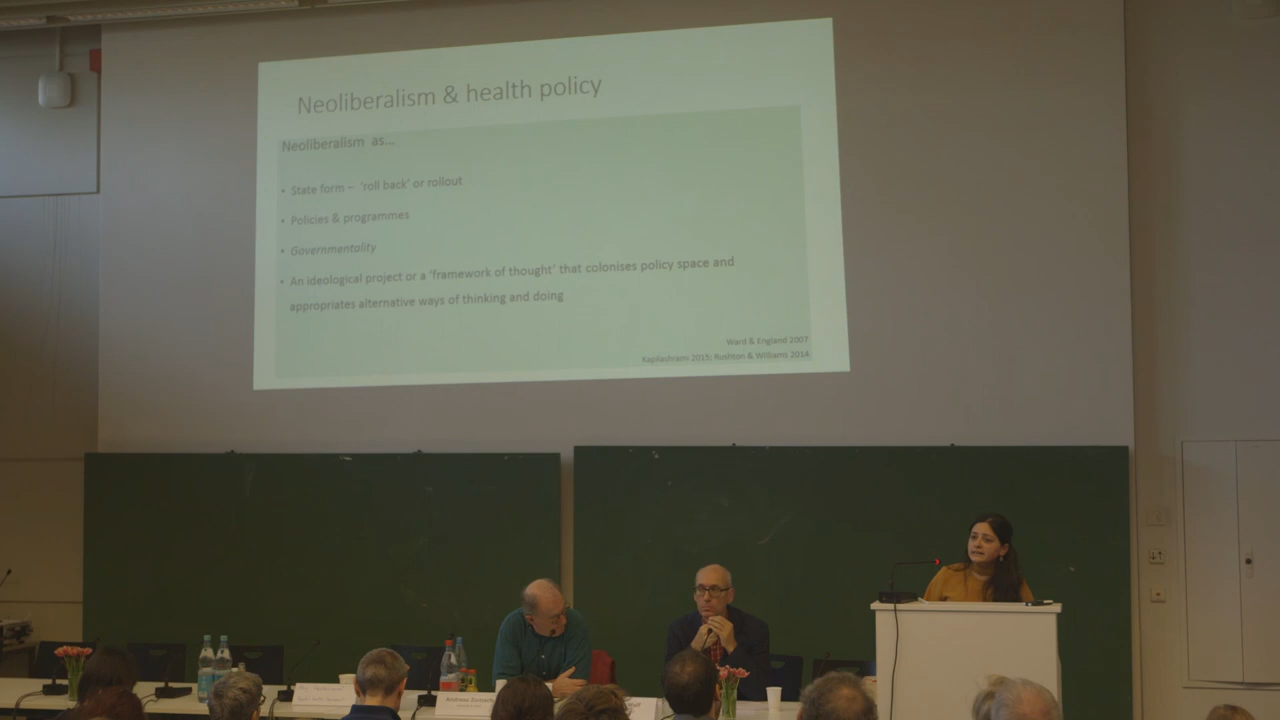 Neoliberalism & health policy
Neoliberalism as...
• State form – 'roll back' or rollout
• Policies & programmes
• Governmentality
• An ideological project or a 'framework of thought' that colonises policy space and
appropriates alternative ways of thinking and doing
Ward & England 2007
Kapilashrami 2015; Rushton & Williams 2014
Andreas